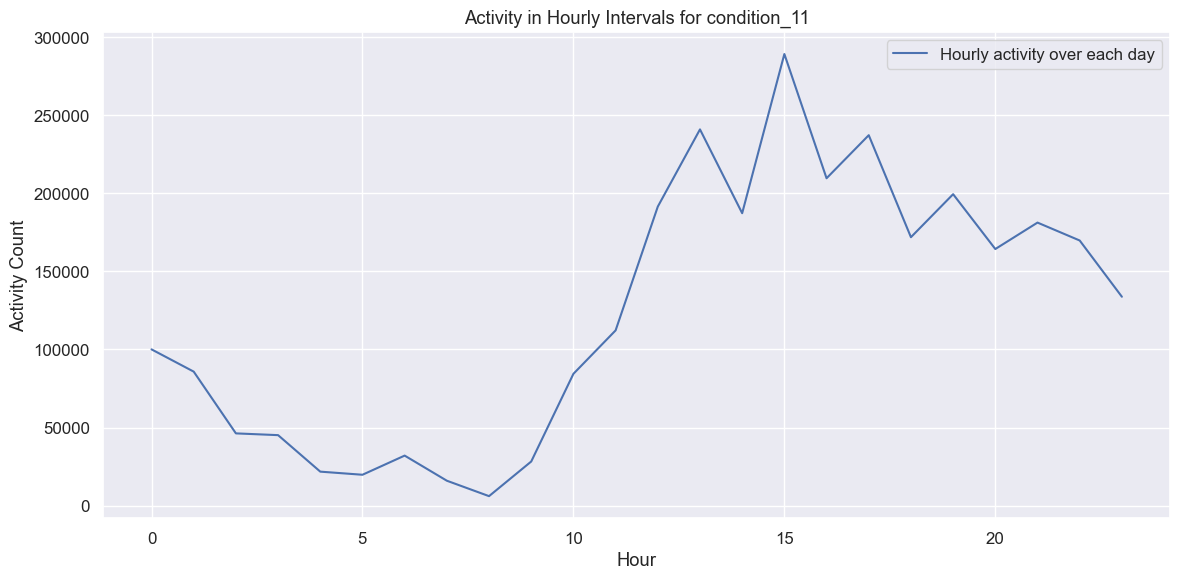 Activity in Hourly Intervals for condition_11
Hourly activity over each day
Activity Count
300000
250000
200000
150000
100000
50000
0
0 5 10 15 20
Hour